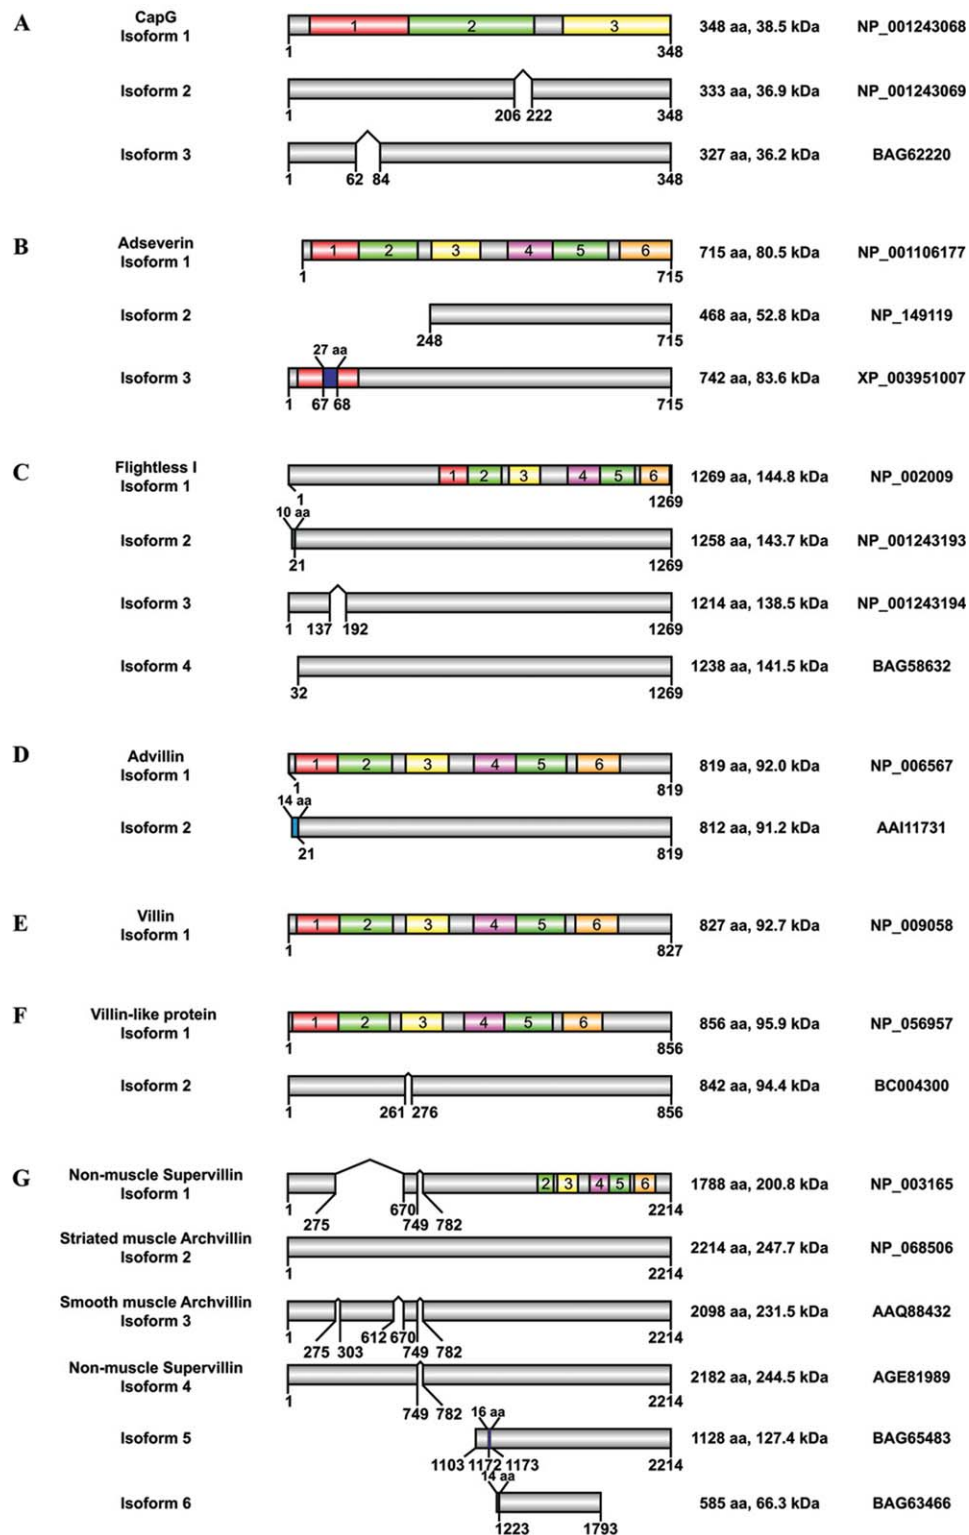 A
CapG
Isoform 1
1 2 3
348 aa, 38.5 kDa NP_001243068
1 348
Isoform 2
333 aa, 36.9 kDa NP_001243069
1 206 222 348
Isoform 3
327 aa, 36.2 kDa BAG62220
1 62 84 348
B
Adseverin
Isoform 1
1 2 3 4 5 6
715 aa, 80.5 kDa NP_001106177
1 715
Isoform 2
468 aa, 52.8 kDa NP_149119
248 715
27 aa
Isoform 3
742 aa, 83.6 kDa XP_003951007
1 67 68 715
C
Flightless I
Isoform 1
1 2 3 4 5 6
1269 aa, 144.8 kDa NP_002009
1 1269
10 aa
Isoform 2
1258 aa, 143.7 kDa NP_001243193
21 1269
Isoform 3
1214 aa, 138.5 kDa NP_001243194
1 137 192 1269
Isoform 4
1238 aa, 141.5 kDa BAG58632
32 1269
D
Advillin
Isoform 1
1 2 3 4 5 6
819 aa, 92.0 kDa NP_006567
1 819
14 aa
Isoform 2
812 aa, 91.2 kDa AAI11731
21 819
E
Villin
Isoform 1
1 2 3 4 5 6
827 aa, 92.7 kDa NP_009058
1 827
F
Villin-like protein
Isoform 1
1 2 3 4 5 6
856 aa, 95.9 kDa NP_056957
1 856
Isoform 2
842 aa, 94.4 kDa BC004300
1 261 276 856
G
Non-muscle Supervillin
Isoform 1
2 3 4 5 6
1788 aa, 200.8 kDa NP_003165
1 275 670 749 782 2214
Striated muscle Archvillin
Isoform 2
2214 aa, 247.7 kDa NP_068506
1 2214
Smooth muscle Archvillin
Isoform 3
2098 aa, 231.5 kDa AAQ88432
1 275 303 612 670 749 782 2214
Non-muscle Supervillin
Isoform 4
2182 aa, 244.5 kDa AGE81989
1 749 782 2214
16 aa
Isoform 5
1128 aa, 127.4 kDa BAG65483
1103 1172 1173 2214
14 aa
Isoform 6
585 aa, 66.3 kDa BAG63466
1223 1793